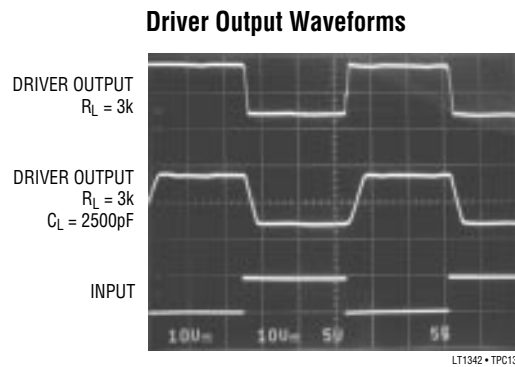 Driver Output Waveforms
DRIVER OUTPUT
RL = 3k
DRIVER OUTPUT
RL = 3k
CL = 2500pF
INPUT
10V 10V 5V
LT1342 • TPC13